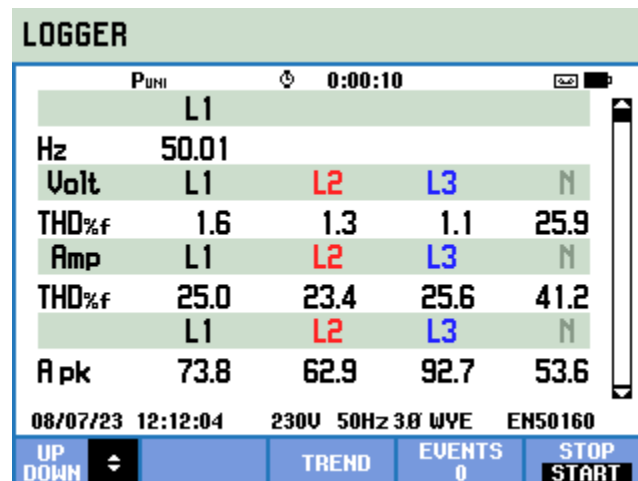 LOGGER
PUNI 0:00:10
L1
Hz 50.01
Volt L1 L2 L3 N
THD%f 1.6 1.3 1.1 25.9
Amp L1 L2 L3 N
THD%f 25.0 23.4 25.6 41.2
L1 L2 L3 N
A pk 73.8 62.9 92.7 53.6
08/07/23 12:12:04 230V 50Hz 3.0̸ WYE EN50160
UP DOWN TREND EVENTS 0 STOP START